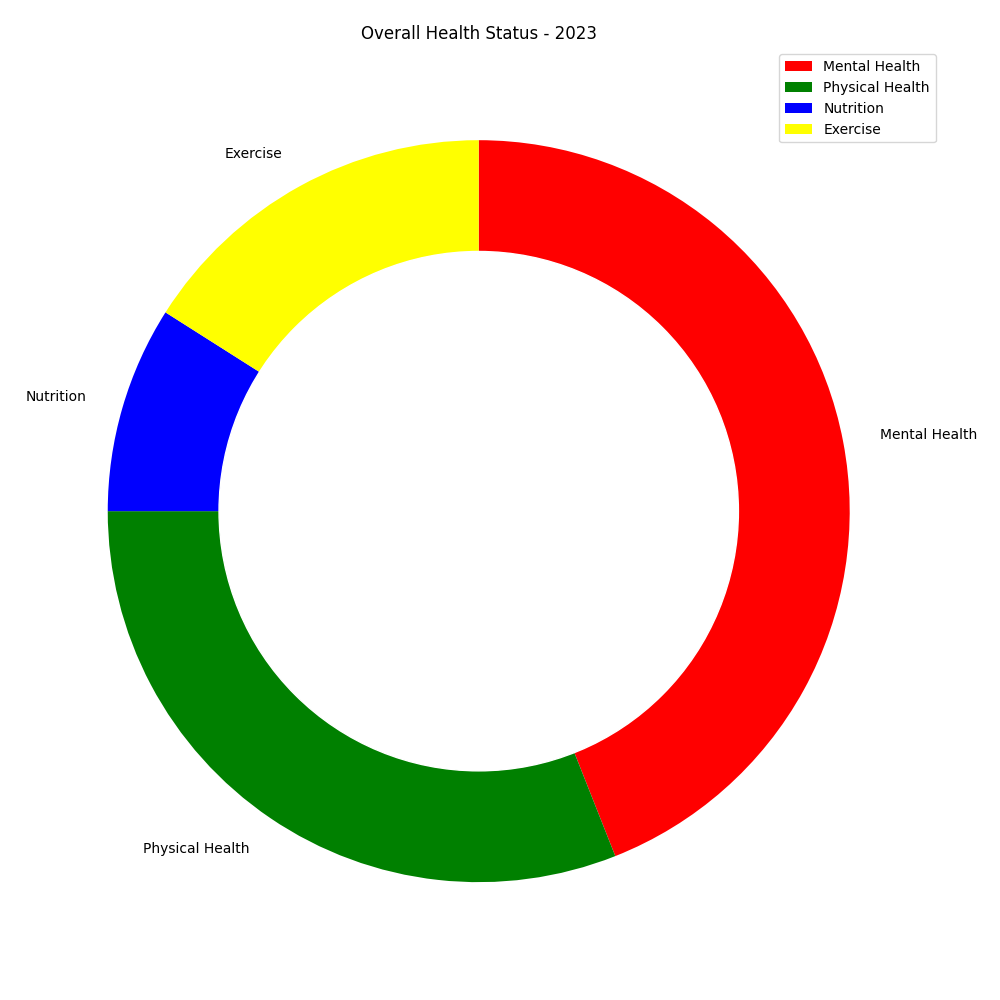 Overall Health Status - 2023
Mental Health
Physical Health
Nutrition
Exercise
Exercise
Nutrition
Mental Health
Physical Health